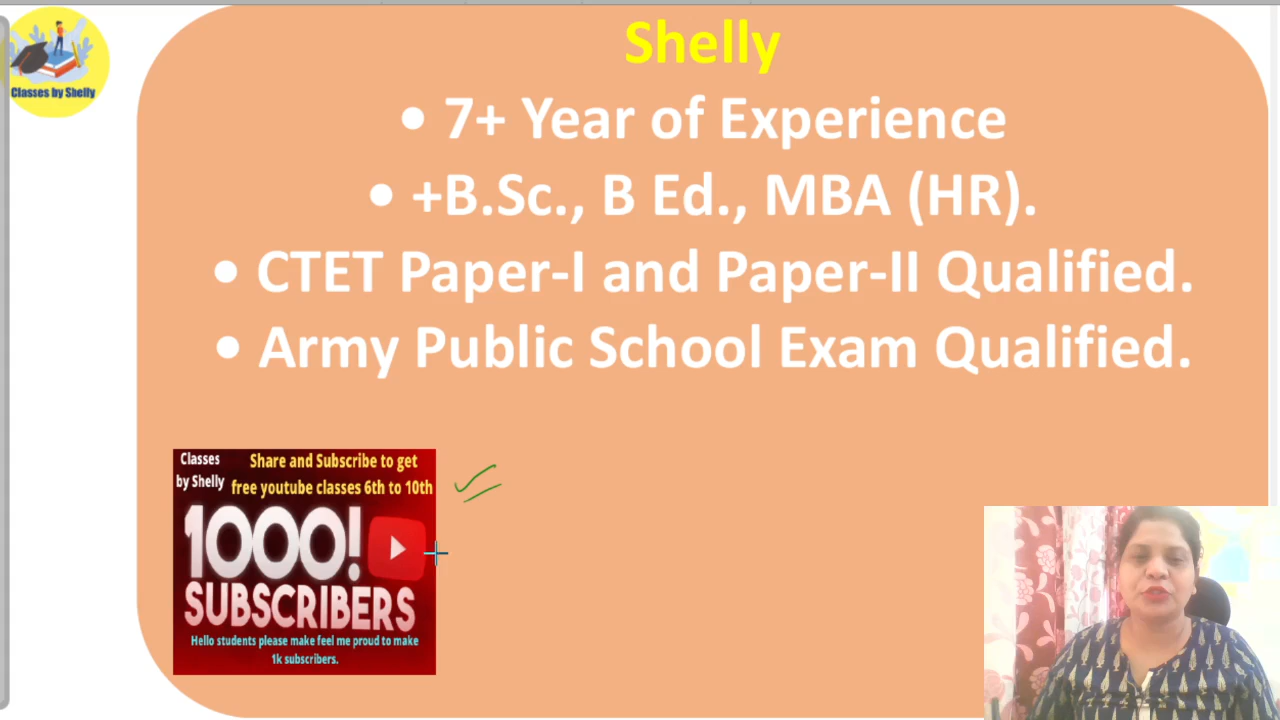 Classes by Shelly
Shelly
• 7+ Year of Experience
• +B.Sc., B Ed., MBA (HR).
• CTET Paper-I and Paper-II Qualified.
• Army Public School Exam Qualified.
Classes
by Shelly
Share and Subscribe to get
free youtube classes 6th to 10th
1000!
SUBSCRIBERS
Hello students please make feel me proud to make
1k subscribers.